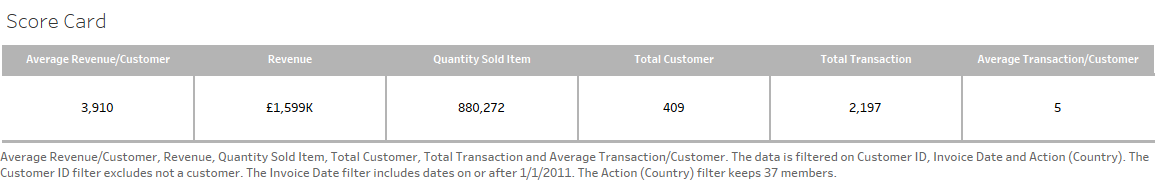 Score Card
Average Revenue/Customer Revenue Quantity Sold Item Total Customer Total Transaction Average Transaction/Customer
3,910 £1,599K 880,272 409 2,197 5
Average Revenue/Customer, Revenue, Quantity Sold Item, Total Customer, Total Transaction and Average Transaction/Customer. The data is filtered on Customer ID, Invoice Date and Action (Country). The
Customer ID filter excludes not a customer. The Invoice Date filter includes dates on or after 1/1/2011. The Action (Country) filter keeps 37 members.